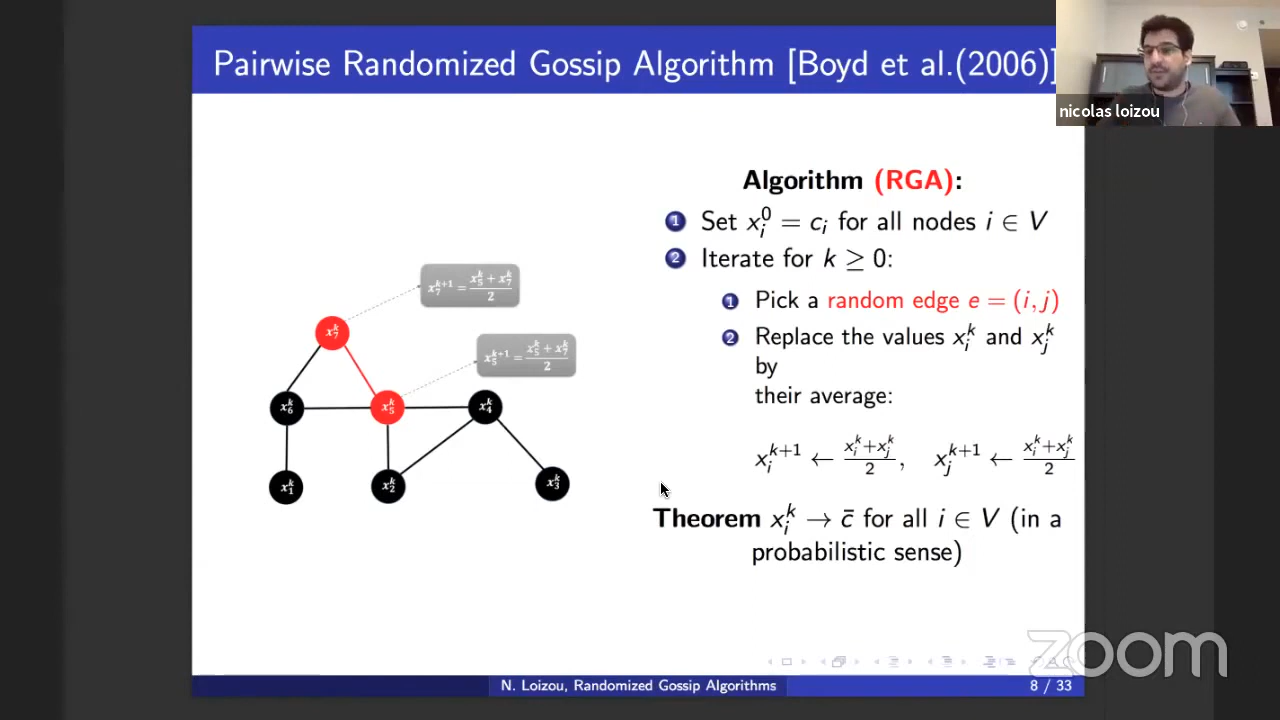 Pairwise Randomized Gossip Algorithm [Boyd et al.(2006)]
nicolas loizou
Algorithm (RGA):
1 Set x_i^0 = c_i for all nodes i ∈ V
2 Iterate for k ≥ 0:
1 Pick a random edge e = (i, j)
2 Replace the values x_i^k and x_j^k
by
their average:
x_i^{k+1} ← (x_i^k + x_j^k)/2, x_j^{k+1} ← (x_i^k + x_j^k)/2
Theorem x_i^k → c̄ for all i ∈ V (in a
probabilistic sense)
x_7^{k+1} = (x_5^k + x_7^k)/2
x_5^{k+1} = (x_5^k + x_7^k)/2
x_7^k
x_6^k x_5^k x_4^k
x_1^k x_2^k x_3^k
zoom
N. Loizou, Randomized Gossip Algorithms
8 / 33